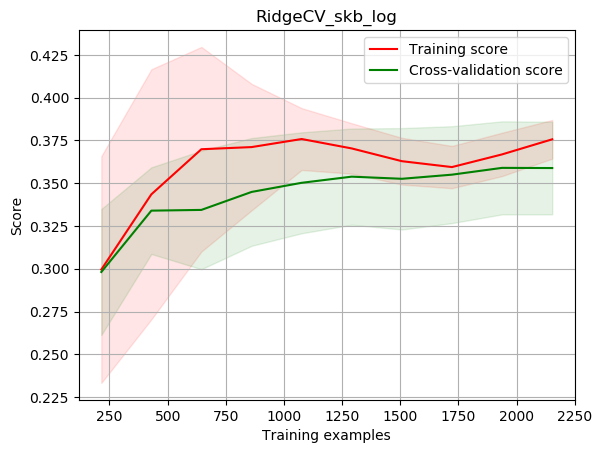 RidgeCV_skb_log
Training score
Cross-validation score
0.425
0.400
0.375
0.350
0.325
0.300
0.275
0.250
0.225
Score
250 500 750 1000 1250 1500 1750 2000 2250
Training examples